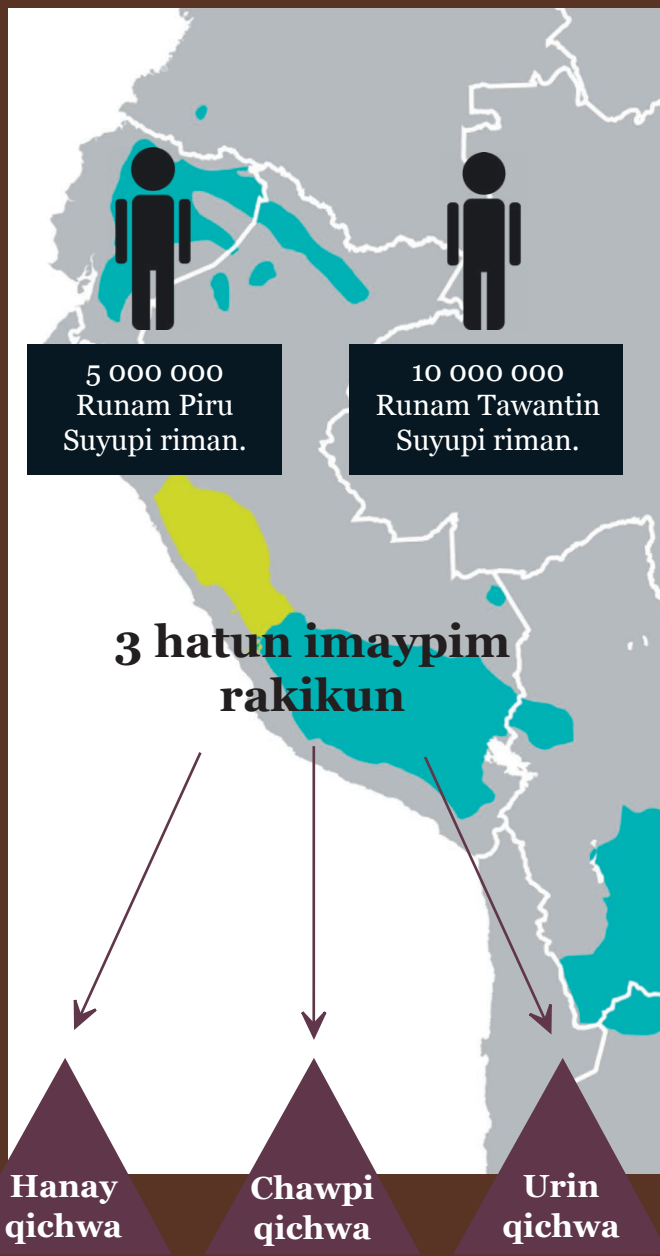 5 000 000
Runam Piru
Suyupi riman.
10 000 000
Runam Tawantin
Suyupi riman.
3 hatun imaypim
rakikun
Hanay
qichwa
Chawpi
qichwa
Urin
qichwa